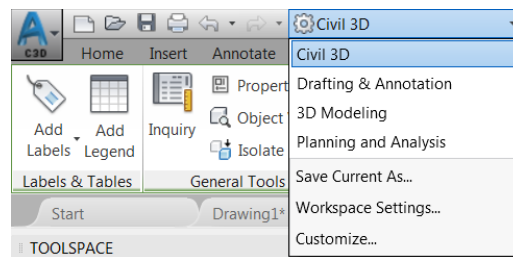 Civil 3D
C3D
Home Insert Annotate
Civil 3D
Drafting & Annotation
3D Modeling
Planning and Analysis
Save Current As...
Workspace Settings...
Customize...
Add Labels
Add Legend
Inquiry
Propert
Object
Isolate
Labels & Tables
General Tools
Start
Drawing1*
TOOLSPACE